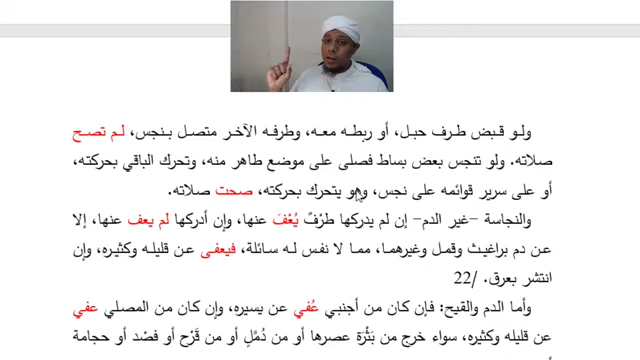 ولو قبض طرف حبل، أو ربطه معه، وطرفه الآخر متصل بنجس، لم تصح
صلاته. ولو تنجس بعض بساط فصلى على موضع طاهر منه، وتحرك الباقي بحركته،
أو على سرير قوائمه على نجس، وهو يتحرك بحركته، صحت صلاته.
والنجاسة -غير الدم- إن لم يدركها طرْفٌ يُعْفَ عنها، وإن أدركها لم يعف عنها، إلا
عن دم براغيث وقمل وغيرهما، مما لا نفس له سائلة، فيعفى عن قليله وكثيره، وإن
انتشر بعرق. /22
وأما الدم والقيح: فإن كان من أجنبي عُفي عن يسيره، وإن كان من المصلي عفي
عن قليله وكثيره، سواء خرج من بَثْرَة عصرها أو من دُمَّلٍ أو من قَرْح أو فصْد أو حجامة